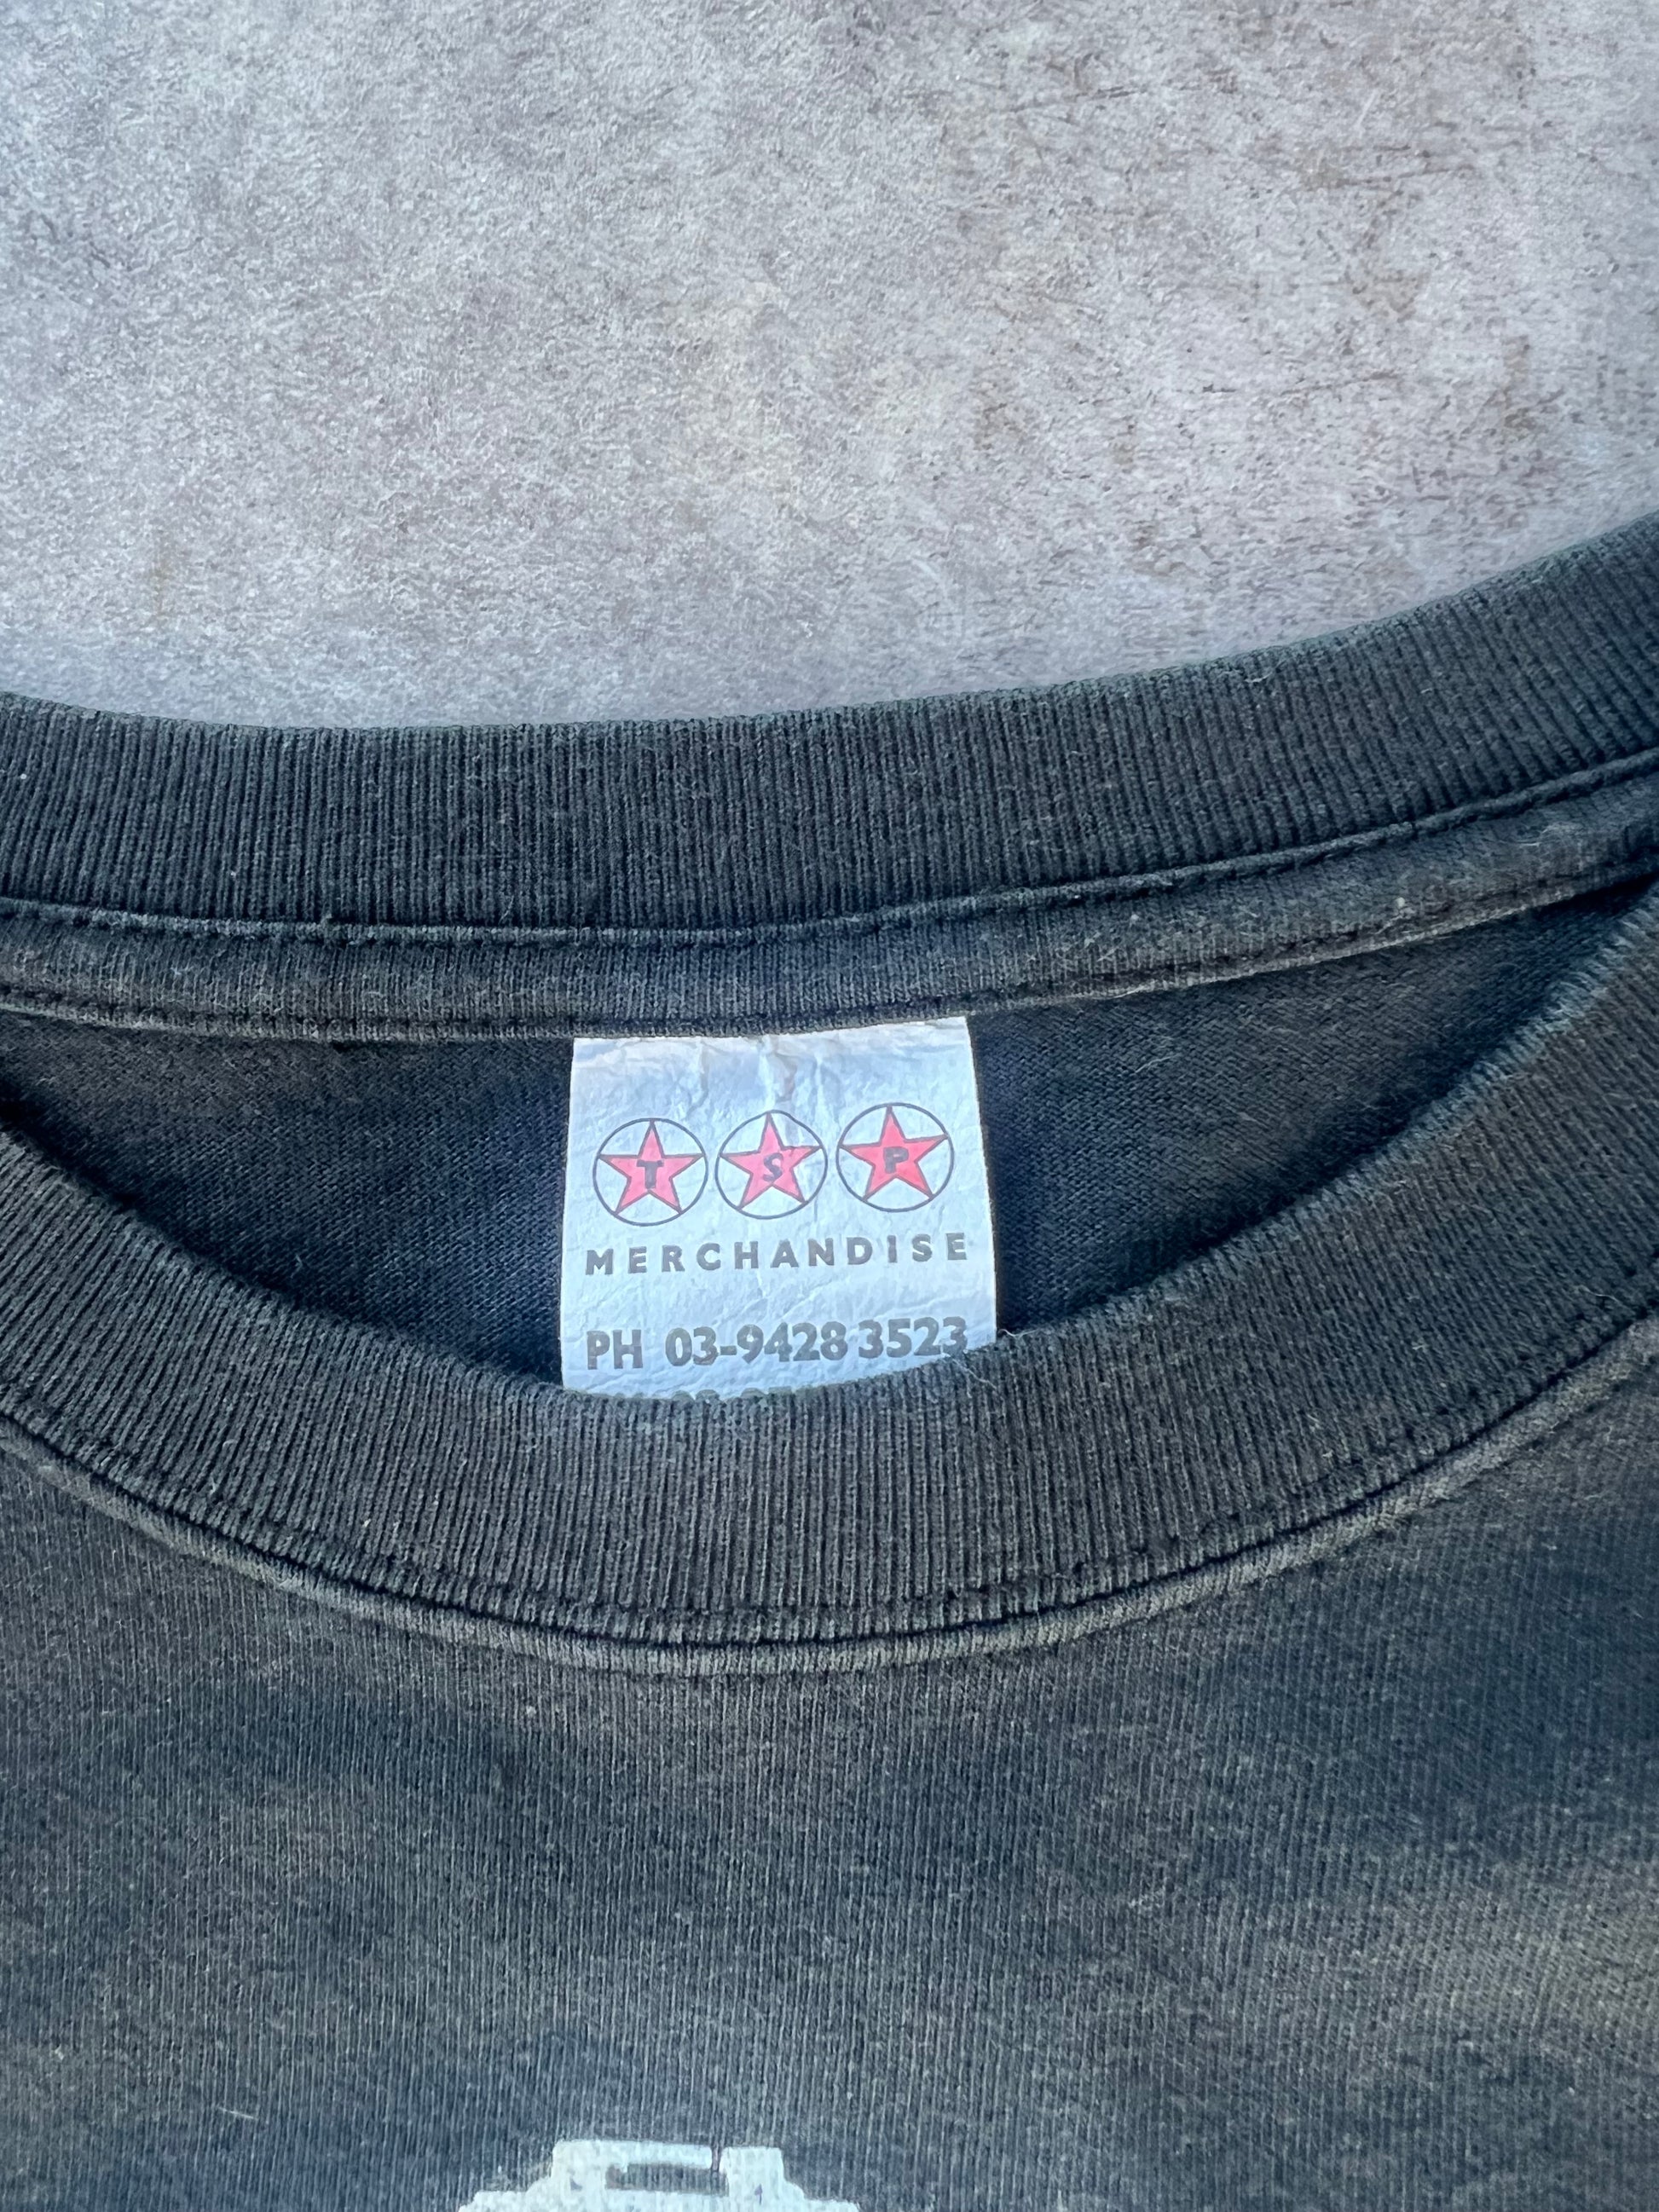 T S P
MERCHANDISE
PH 03-9428 3523